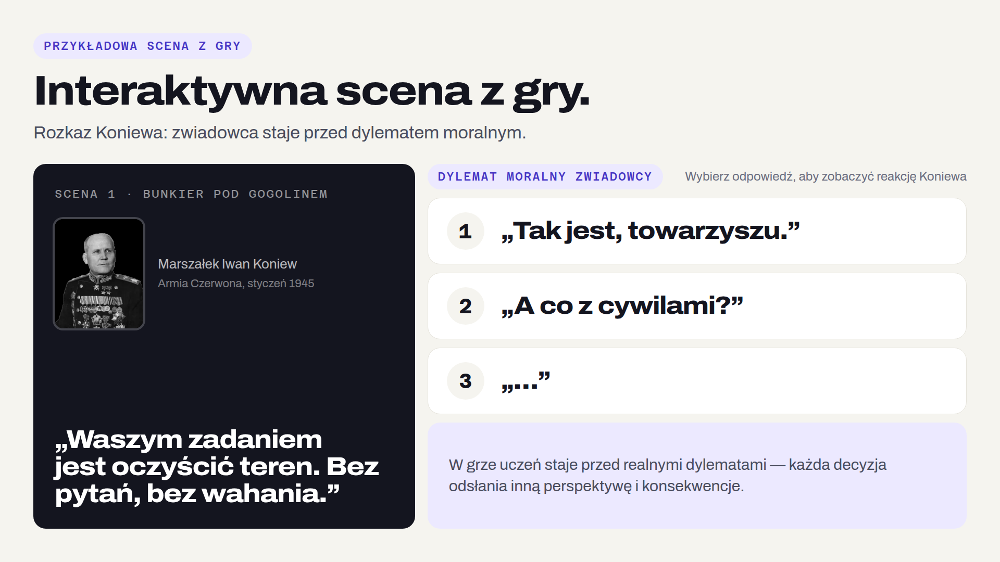 PRZYKŁADOWA SCENA Z GRY
Interaktywna scena z gry.
Rozkaz Koniewa: zwiadowca staje przed dylematem moralnym.
SCENA 1 · BUNKIER POD GOGOLINEM
Marszałek Iwan Koniew
Armia Czerwona, styczeń 1945
„Waszym zadaniem
jest oczyścić teren. Bez
pytań, bez wahania.”
DYLEMAT MORALNY ZWIADOWCY
Wybierz odpowiedź, aby zobaczyć reakcję Koniewa
1 „Tak jest, towarzyszu.”
2 „A co z cywilami?”
3 „…”
W grze uczeń staje przed realnymi dylematami — każda decyzja
odsłania inną perspektywę i konsekwencje.